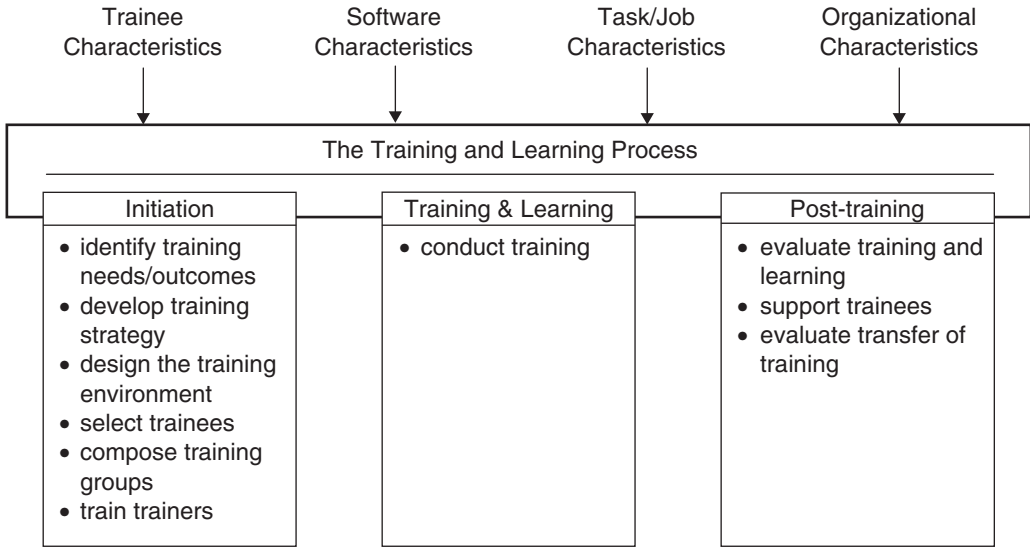 Trainee
Characteristics
Software
Characteristics
Task/Job
Characteristics
Organizational
Characteristics
The Training and Learning Process
Initiation
• identify training
needs/outcomes
• develop training
strategy
• design the training
environment
• select trainees
• compose training
groups
• train trainers
Training & Learning
• conduct training
Post-training
• evaluate training and
learning
• support trainees
• evaluate transfer of
training